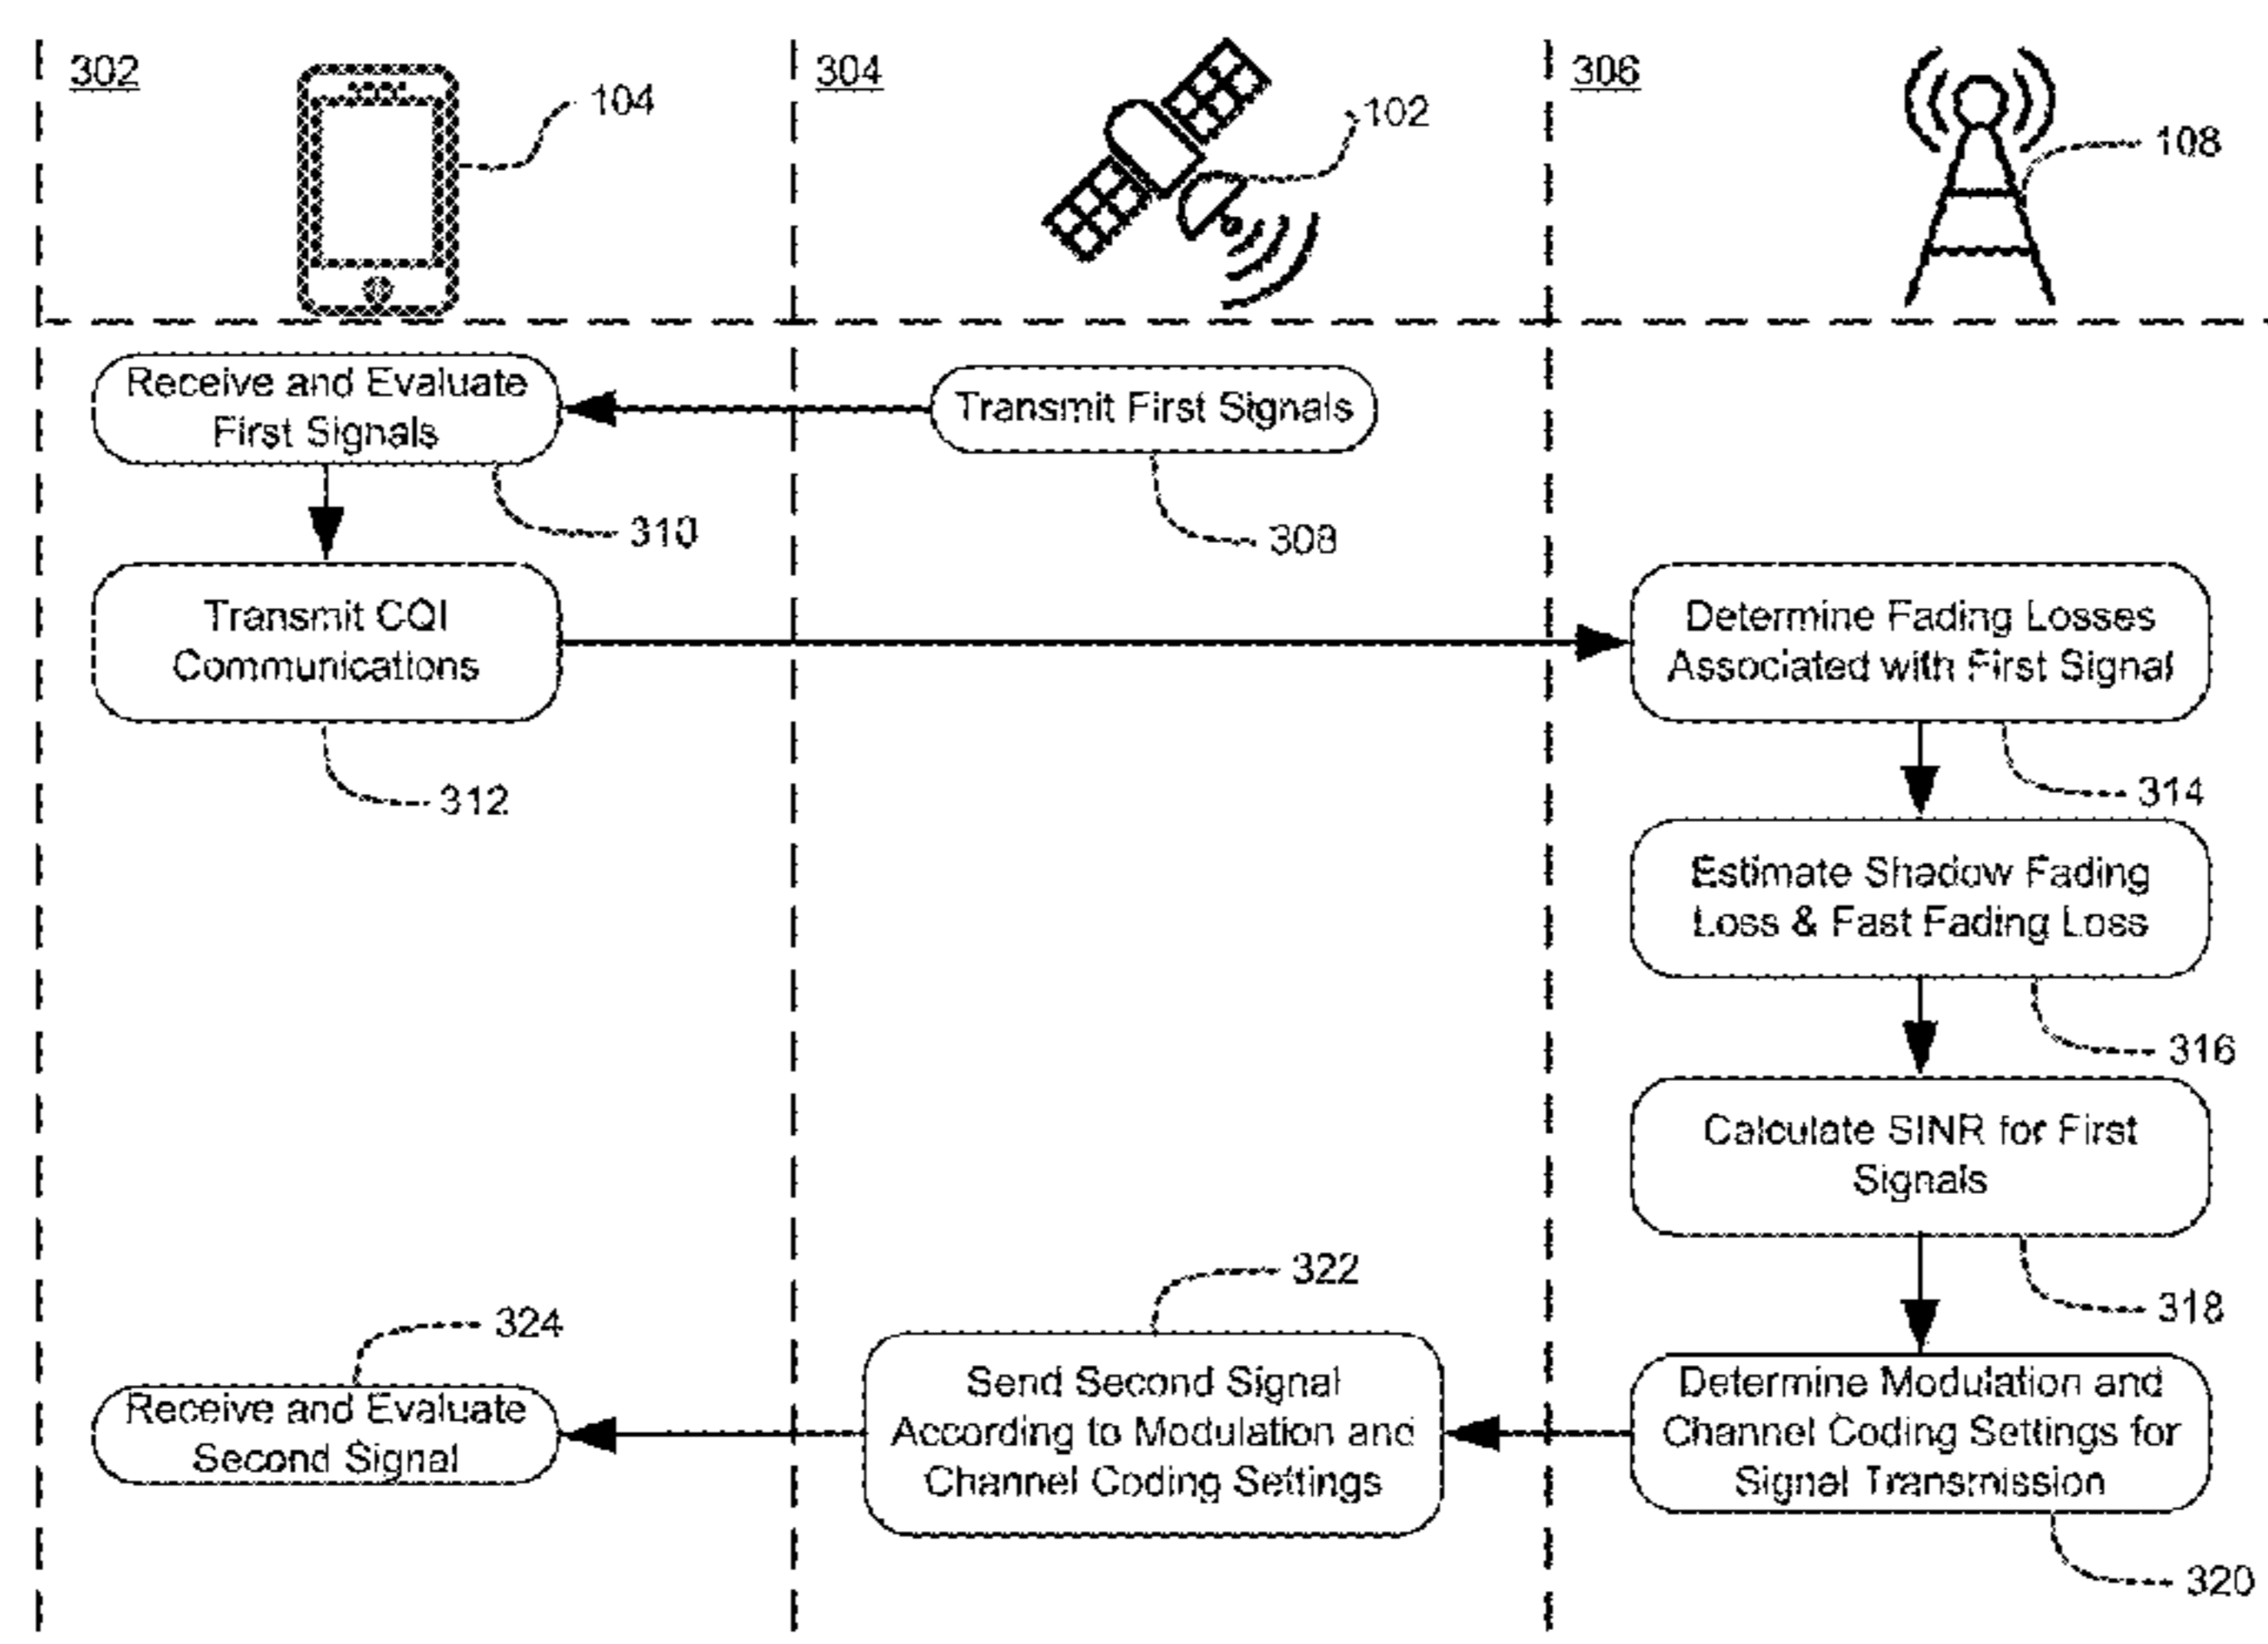 302
104
304
102
306
108
Receive and Evaluate
First Signals
310
Transmit First Signals
308
Transmit CQI
Communications
312
Determine Fading Losses
Associated with First Signal
314
Estimate Shadow Fading
Loss & Fast Fading Loss
316
Calculate SINR for First
Signals
318
Determine Modulation and
Channel Coding Settings for
Signal Transmission
320
322
Send Second Signal
According to Modulation and
Channel Coding Settings
324
Receive and Evaluate
Second Signal